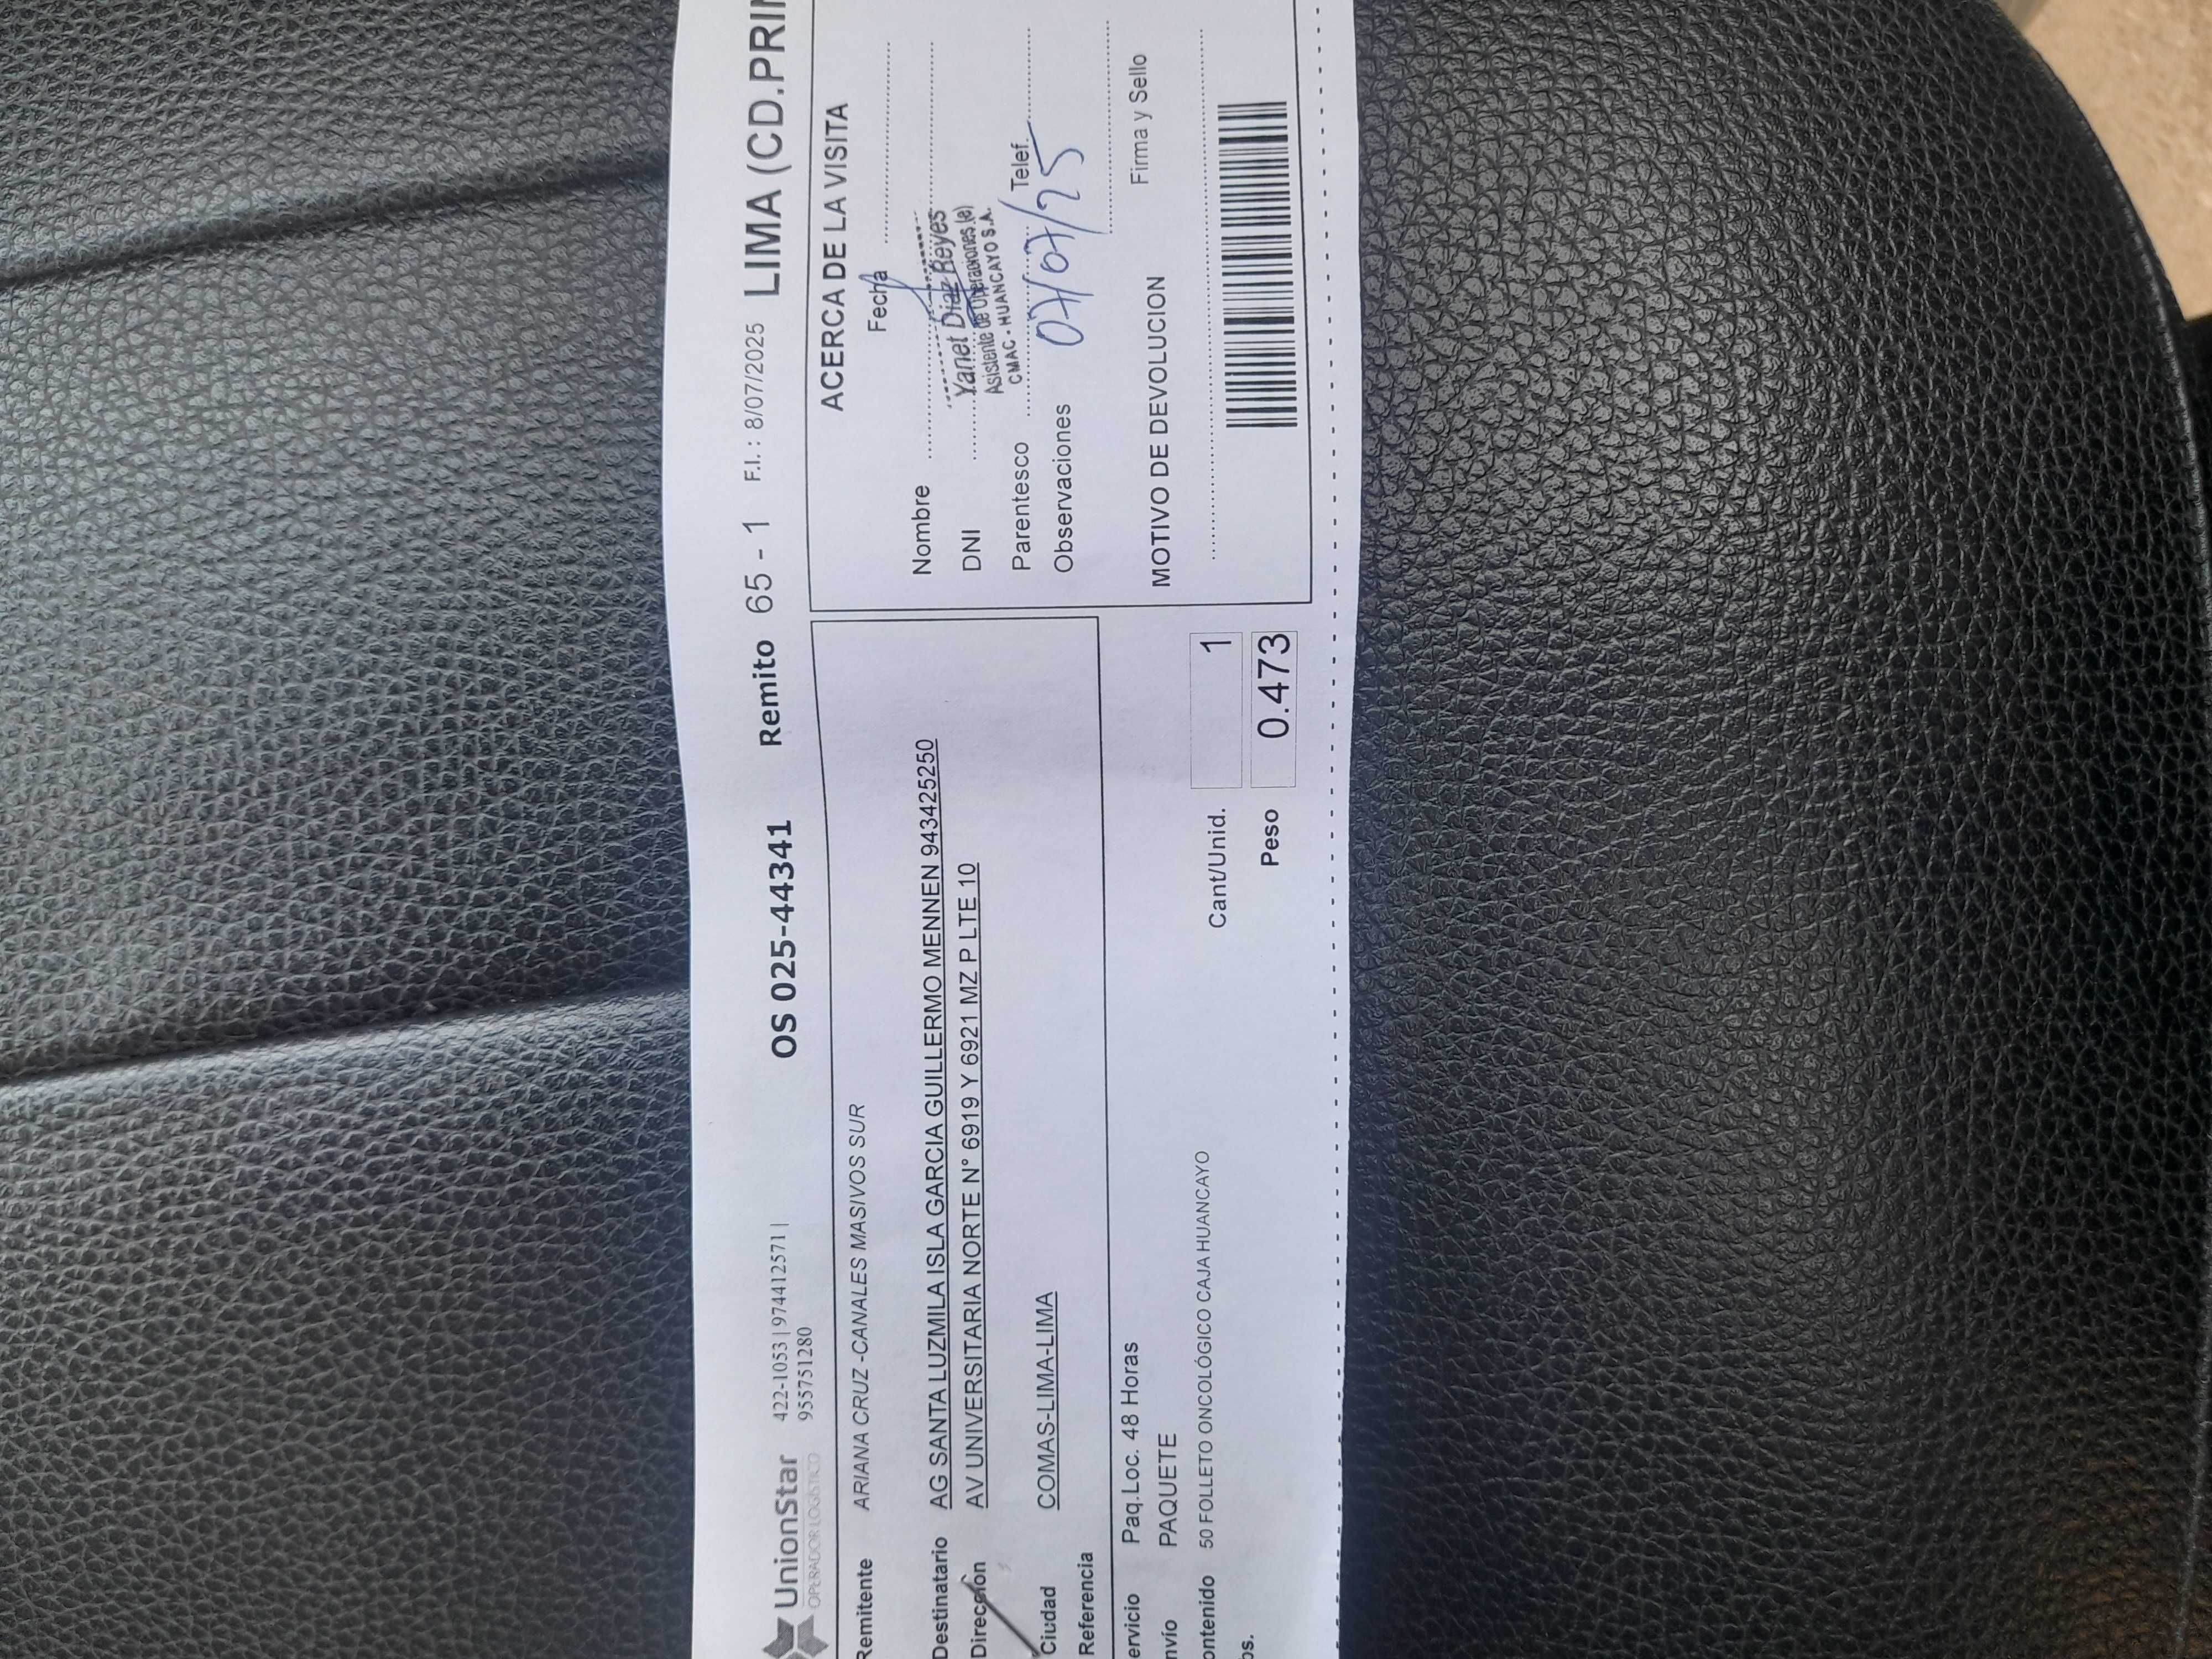 UnionStar
OPERADOR LOGISTICO
422-1053 | 974412571 |
955751280
OS 025-44341 Remito 65 - 1 F.I.: 8/07/2025 LIMA (CD.PRIN
Remitente ARIANA CRUZ -CANALES MASIVOS SUR
Destinatario AG SANTA LUZMILA ISLA GARCIA GUILLERMO MENNEN 943425250
Dirección AV UNIVERSITARIA NORTE N° 6919 Y 6921 MZ P LTE 10
Ciudad COMAS-LIMA-LIMA
Referencia
ervicio Paq.Loc. 48 Horas
nvío PAQUETE
ontenido 50 FOLLETO ONCOLÓGICO CAJA HUANCAYO
os.
Cant/Unid. 1
Peso 0.473
ACERCA DE LA VISITA
Fecha
Nombre
DNI
Yanet Diaz Reyes
Asistente de Operaciones (e)
CMAC - HUANCAYO S.A.
Parentesco Telef.
Observaciones
07/07/25
Firma y Sello
MOTIVO DE DEVOLUCION